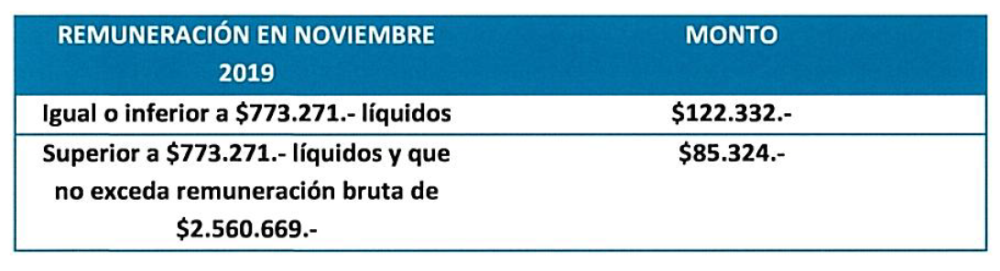 REMUNERACIÓN EN NOVIEMBRE
2019
MONTO
Igual o inferior a $773.271.- líquidos
$122.332.-
Superior a $773.271.- líquidos y que
no exceda remuneración bruta de
$2.560.669.-
$85.324.-